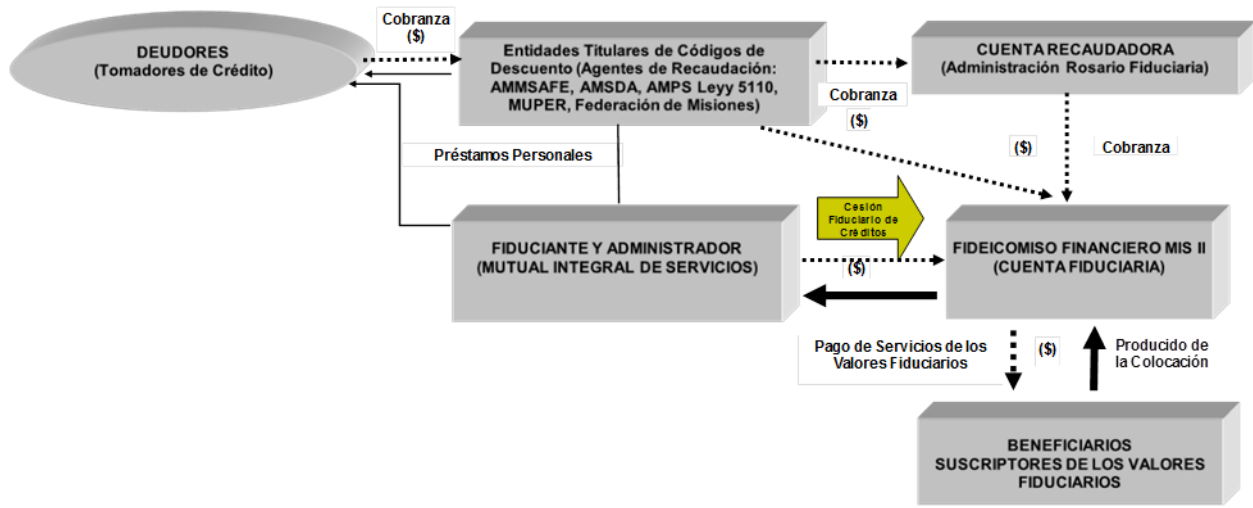 DEUDORES
(Tomadores de Crédito)
Cobranza
($)
Entidades Titulares de Códigos de
Descuento (Agentes de Recaudación:
AMMSAFE, AMSDA, AMPS Leyy 5110,
MUPER, Federación de Misiones)
CUENTA RECAUDADORA
(Administración Rosario Fiduciaria)
Cobranza
($)
($)
Cobranza
Préstamos Personales
Cesión
Fiduciario de
Créditos
FIDUCIANTE Y ADMINISTRADOR
(MUTUAL INTEGRAL DE SERVICIOS)
($)
FIDEICOMISO FINANCIERO MIS II
(CUENTA FIDUCIARIA)
Pago de Servicios de los
Valores Fiduciarios
($)
Producido de
la Colocación
BENEFICIARIOS
SUSCRIPTORES DE LOS VALORES
FIDUCIARIOS